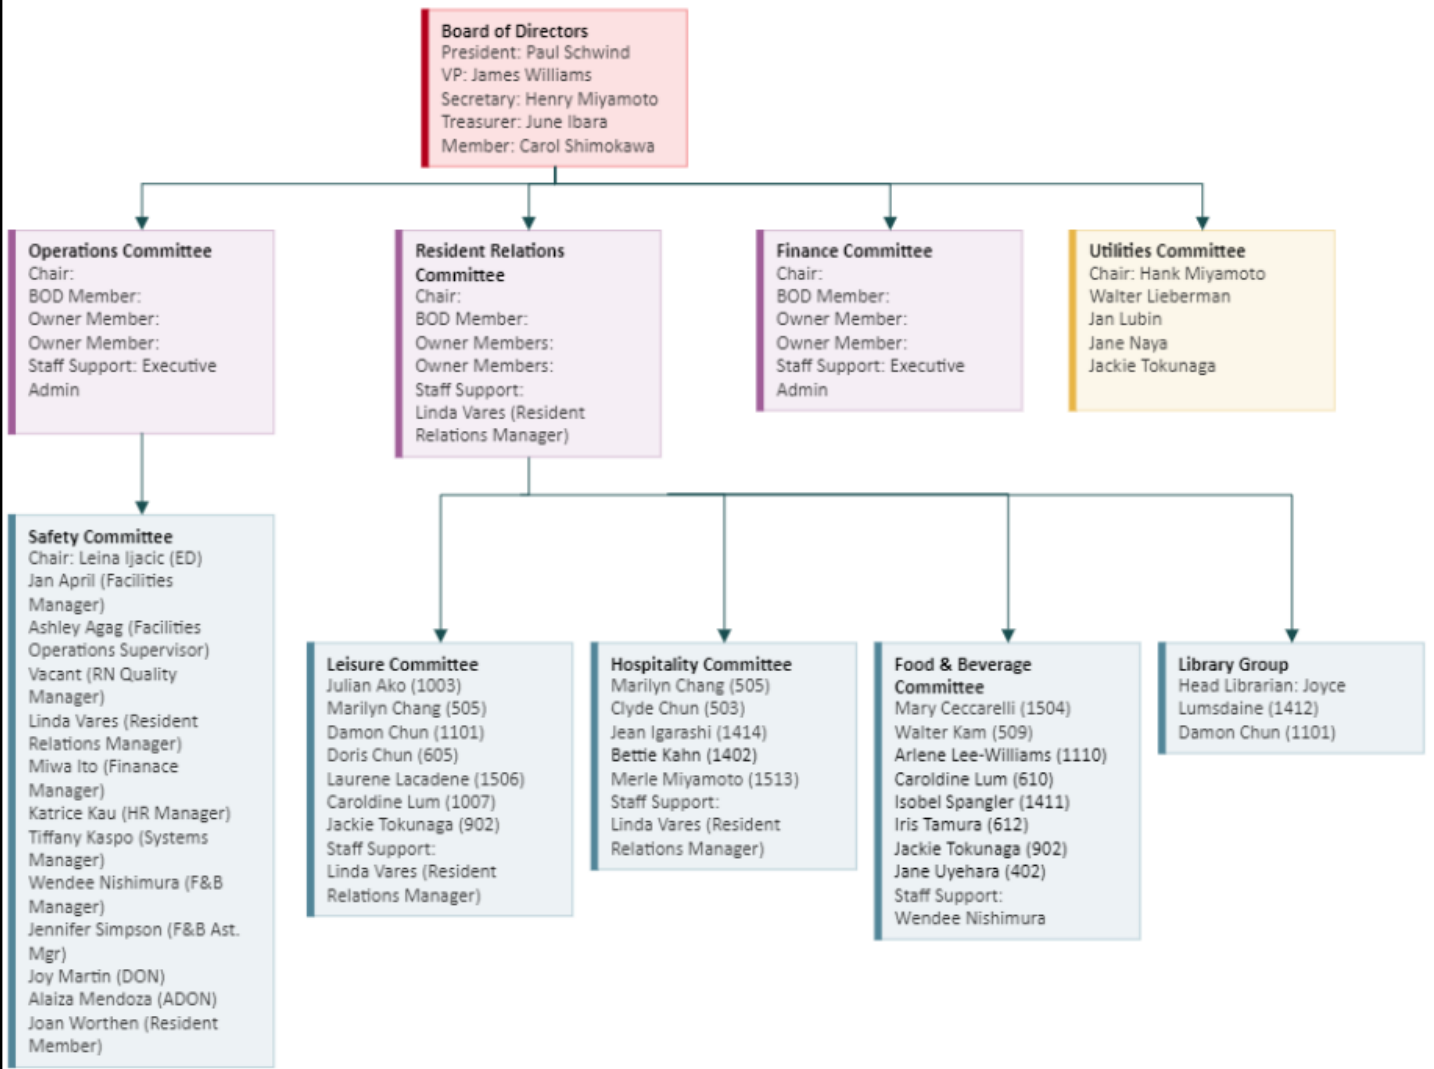 Board of Directors
President: Paul Schwind
VP: James Williams
Secretary: Henry Miyamoto
Treasurer: June Ibara
Member: Carol Shimokawa
Operations Committee
Chair:
BOD Member:
Owner Member:
Owner Member:
Staff Support: Executive
Admin
Resident Relations
Committee
Chair:
BOD Member:
Owner Members:
Owner Members:
Staff Support:
Linda Vares (Resident
Relations Manager)
Finance Committee
Chair:
BOD Member:
Owner Member:
Owner Member:
Staff Support: Executive
Admin
Utilities Committee
Chair: Hank Miyamoto
Walter Lieberman
Jan Lubin
Jane Naya
Jackie Tokunaga
Safety Committee
Chair: Leina Ijacic (ED)
Jan April (Facilities
Manager)
Ashley Agag (Facilities
Operations Supervisor)
Vacant (RN Quality
Manager)
Linda Vares (Resident
Relations Manager)
Miwa Ito (Finanace
Manager)
Katrice Kau (HR Manager)
Tiffany Kaspo (Systems
Manager)
Wendee Nishimura (F&B
Manager)
Jennifer Simpson (F&B Ast.
Mgr)
Joy Martin (DON)
Alaiza Mendoza (ADON)
Joan Worthen (Resident
Member)
Leisure Committee
Julian Ako (1003)
Marilyn Chang (505)
Damon Chun (1101)
Doris Chun (605)
Laurene Lacadene (1506)
Caroldine Lum (1007)
Jackie Tokunaga (902)
Staff Support:
Linda Vares (Resident
Relations Manager)
Hospitality Committee
Marilyn Chang (505)
Clyde Chun (503)
Jean Igarashi (1414)
Bettie Kahn (1402)
Merle Miyamoto (1513)
Staff Support:
Linda Vares (Resident
Relations Manager)
Food & Beverage
Committee
Mary Ceccarelli (1504)
Walter Kam (509)
Arlene Lee-Williams (1110)
Caroldine Lum (610)
Isobel Spangler (1411)
Iris Tamura (612)
Jackie Tokunaga (902)
Jane Uyehara (402)
Staff Support:
Wendee Nishimura
Library Group
Head Librarian: Joyce
Lumsdaine (1412)
Damon Chun (1101)